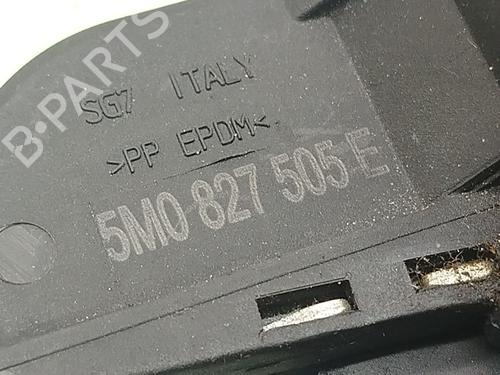 B-PARTS
SG7 ITALY
>PP EPDM<
5M0 827 505 E